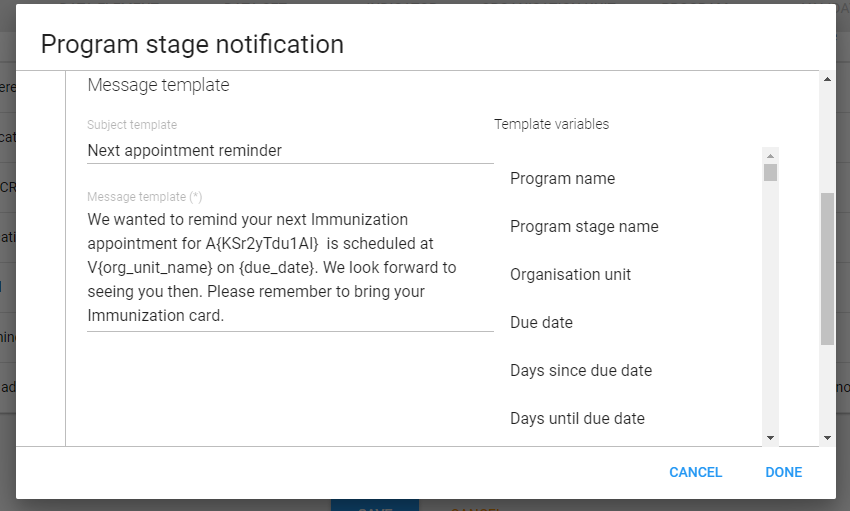 Program stage notification
Message template
Subject template
Next appointment reminder
Message template (*)
We wanted to remind your next Immunization
appointment for A{KSr2yTdu1AI}  is scheduled at
V{org_unit_name} on {due_date}. We look forward to
seeing you then. Please remember to bring your
Immunization card.
Template variables
Program name
Program stage name
Organisation unit
Due date
Days since due date
Days until due date
CANCEL
DONE